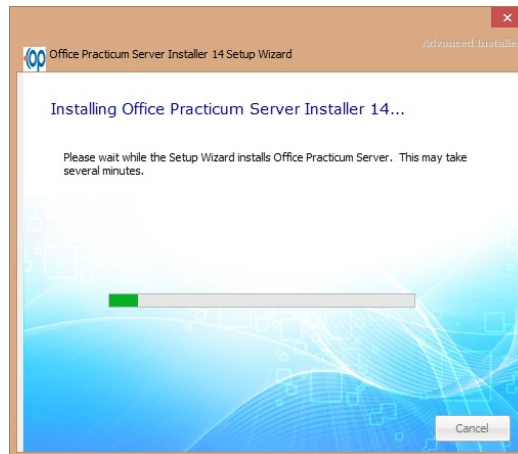 Advanced Installer
op Office Practicum Server Installer 14 Setup Wizard
Installing Office Practicum Server Installer 14...
Please wait while the Setup Wizard installs Office Practicum Server. This may take
several minutes.
Cancel